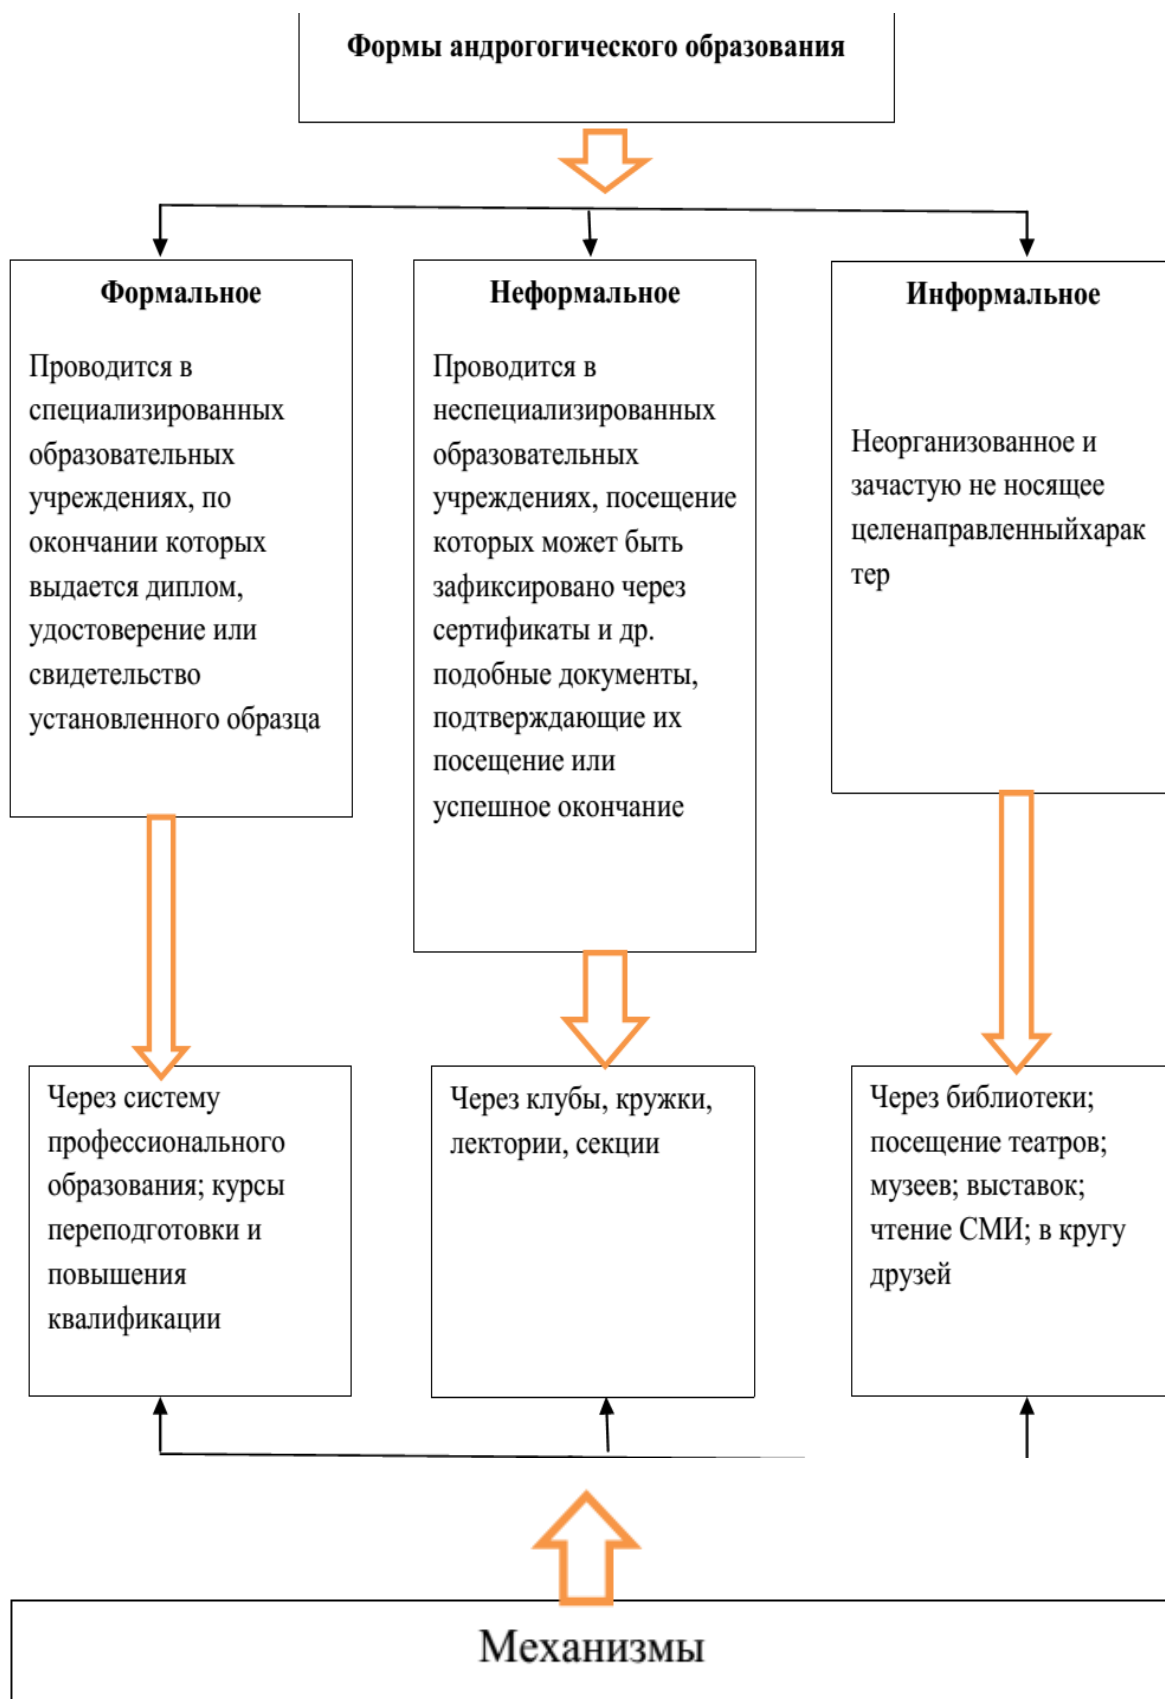 Формы андрогогического образования
Формальное
Проводится в
специализированных
образовательных
учреждениях, по
окончании которых
выдается диплом,
удостоверение или
свидетельство
установленного образца
Неформальное
Проводится в
неспециализированных
образовательных
учреждениях, посещение
которых может быть
зафиксировано через
сертификаты и др.
подобные документы,
подтверждающие их
посещение или
успешное окончание
Информальное
Неорганизованное и
зачастую не носящее
целенаправленныйхарак
тер
Через систему
профессионального
образования; курсы
переподготовки и
повышения
квалификации
Через клубы, кружки,
лектории, секции
Через библиотеки;
посещение театров;
музеев; выставок;
чтение СМИ; в кругу
друзей
Механизмы